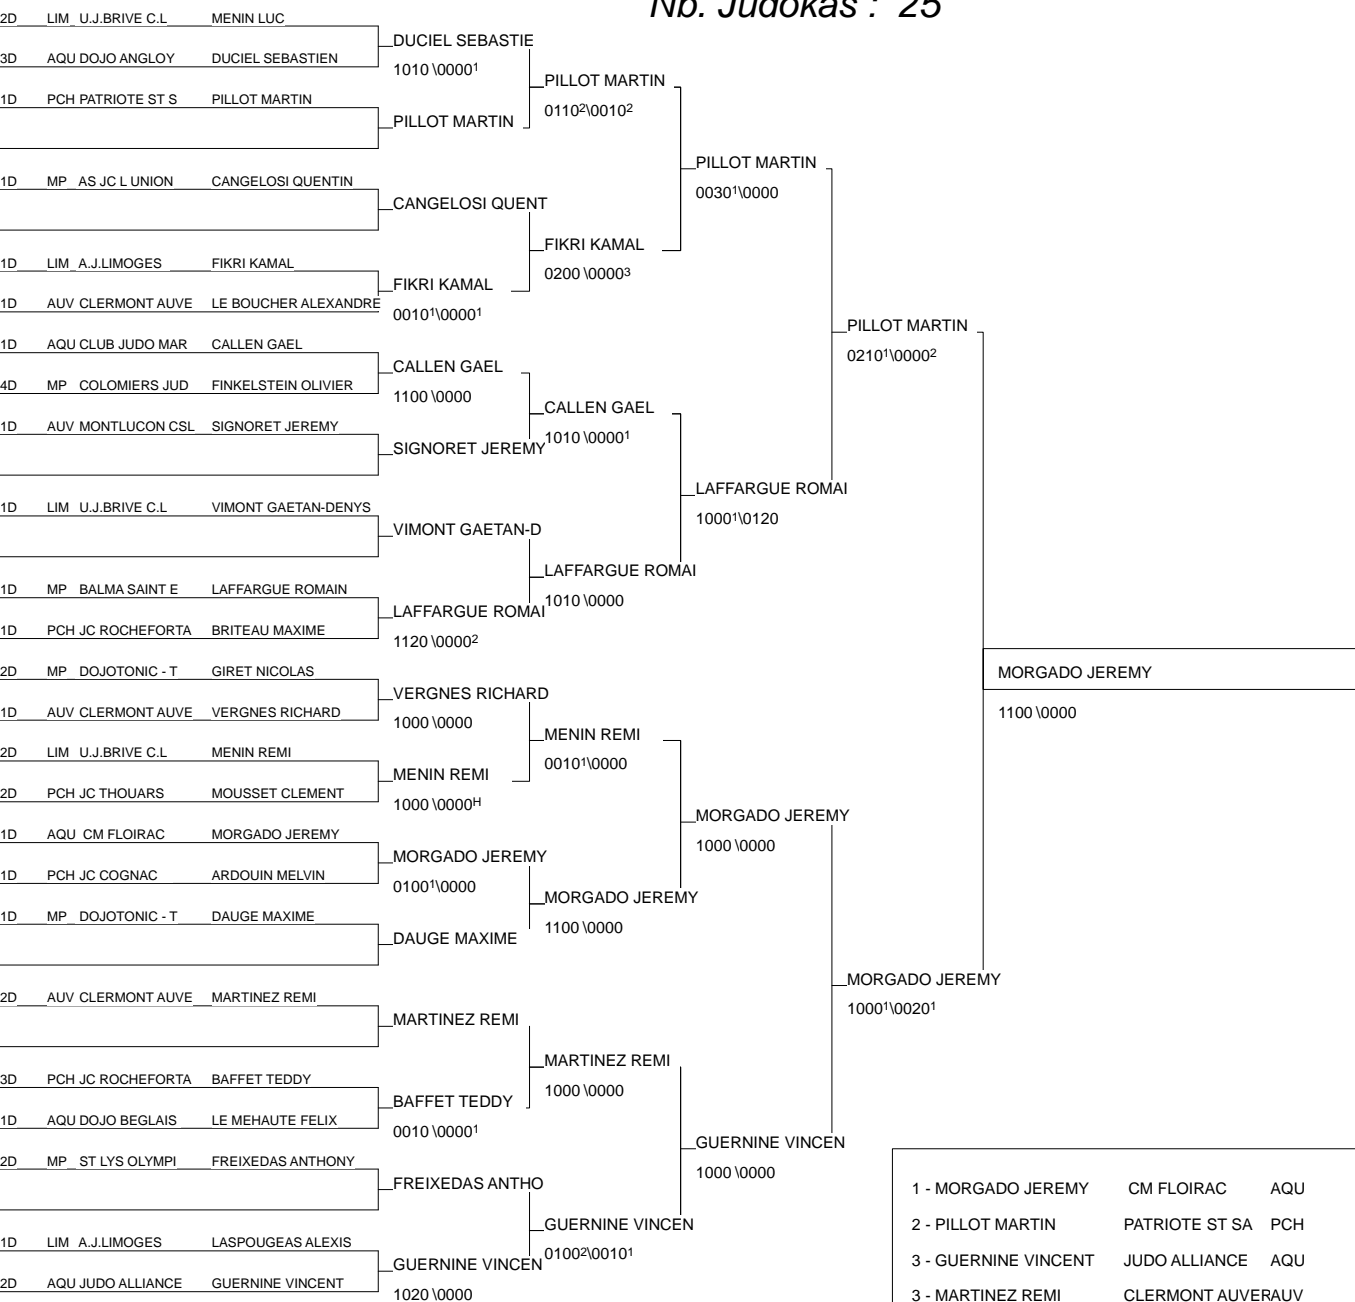 Nb. Judokas : 25
2D LIM U.J.BRIVE C.L MENIN LUC
3D AQU DOJO ANGLOY DUCIEL SEBASTIEN
1D PCH PATRIOTE ST S PILLOT MARTIN
1D MP AS JC L UNION CANGELOSI QUENTIN
1D LIM A.J.LIMOGES FIKRI KAMAL
1D AUV CLERMONT AUVE LE BOUCHER ALEXANDRE
1D AQU CLUB JUDO MAR CALLEN GAEL
4D MP COLOMIERS JUD FINKELSTEIN OLIVIER
1D AUV MONTLUCON CSL SIGNORET JEREMY
1D LIM U.J.BRIVE C.L VIMONT GAETAN-DENYS
1D MP BALMA SAINT E LAFFARGUE ROMAIN
1D PCH JC ROCHEFORTA BRITEAU MAXIME
2D MP DOJOTONIC - T GIRET NICOLAS
1D AUV CLERMONT AUVE VERGNES RICHARD
2D LIM U.J.BRIVE C.L MENIN REMI
2D PCH JC THOUARS MOUSSET CLEMENT
1D AQU CM FLOIRAC MORGADO JEREMY
1D PCH JC COGNAC ARDOUIN MELVIN
1D MP DOJOTONIC - T DAUGE MAXIME
2D AUV CLERMONT AUVE MARTINEZ REMI
3D PCH JC ROCHEFORTA BAFFET TEDDY
1D AQU DOJO BEGLAIS LE MEHAUTE FELIX
2D MP ST LYS OLYMPI FREIXEDAS ANTHONY
1D LIM A.J.LIMOGES LASPOUGEAS ALEXIS
2D AQU JUDO ALLIANCE GUERNINE VINCENT
DUCIEL SEBASTIE
1010 \0000¹
PILLOT MARTIN
CANGELOSI QUENT
FIKRI KAMAL
0010¹\0000¹
CALLEN GAEL
1100 \0000
SIGNORET JEREMY
VIMONT GAETAN-D
LAFFARGUE ROMAI
1120 \0000²
VERGNES RICHARD
1000 \0000
MENIN REMI
1000 \0000ᴴ
MORGADO JEREMY
0100¹\0000
DAUGE MAXIME
MARTINEZ REMI
BAFFET TEDDY
0010 \0000¹
FREIXEDAS ANTHO
GUERNINE VINCEN
1020 \0000
PILLOT MARTIN
0110²\0010²
FIKRI KAMAL
0200 \0000³
CALLEN GAEL
1010 \0000¹
LAFFARGUE ROMAI
1010 \0000
MENIN REMI
0010¹\0000
MORGADO JEREMY
1100 \0000
MARTINEZ REMI
1000 \0000
GUERNINE VINCEN
0100²\0010¹
PILLOT MARTIN
0030¹\0000
LAFFARGUE ROMAI
1000¹\0120
MORGADO JEREMY
1000 \0000
GUERNINE VINCEN
1000 \0000
PILLOT MARTIN
0210¹\0000²
MORGADO JEREMY
1000¹\0020¹
MORGADO JEREMY
1100 \0000
1 - MORGADO JEREMY CM FLOIRAC AQU
2 - PILLOT MARTIN PATRIOTE ST SA PCH
3 - GUERNINE VINCENT JUDO ALLIANCE AQU
3 - MARTINEZ REMI CLERMONT AUVERAUV